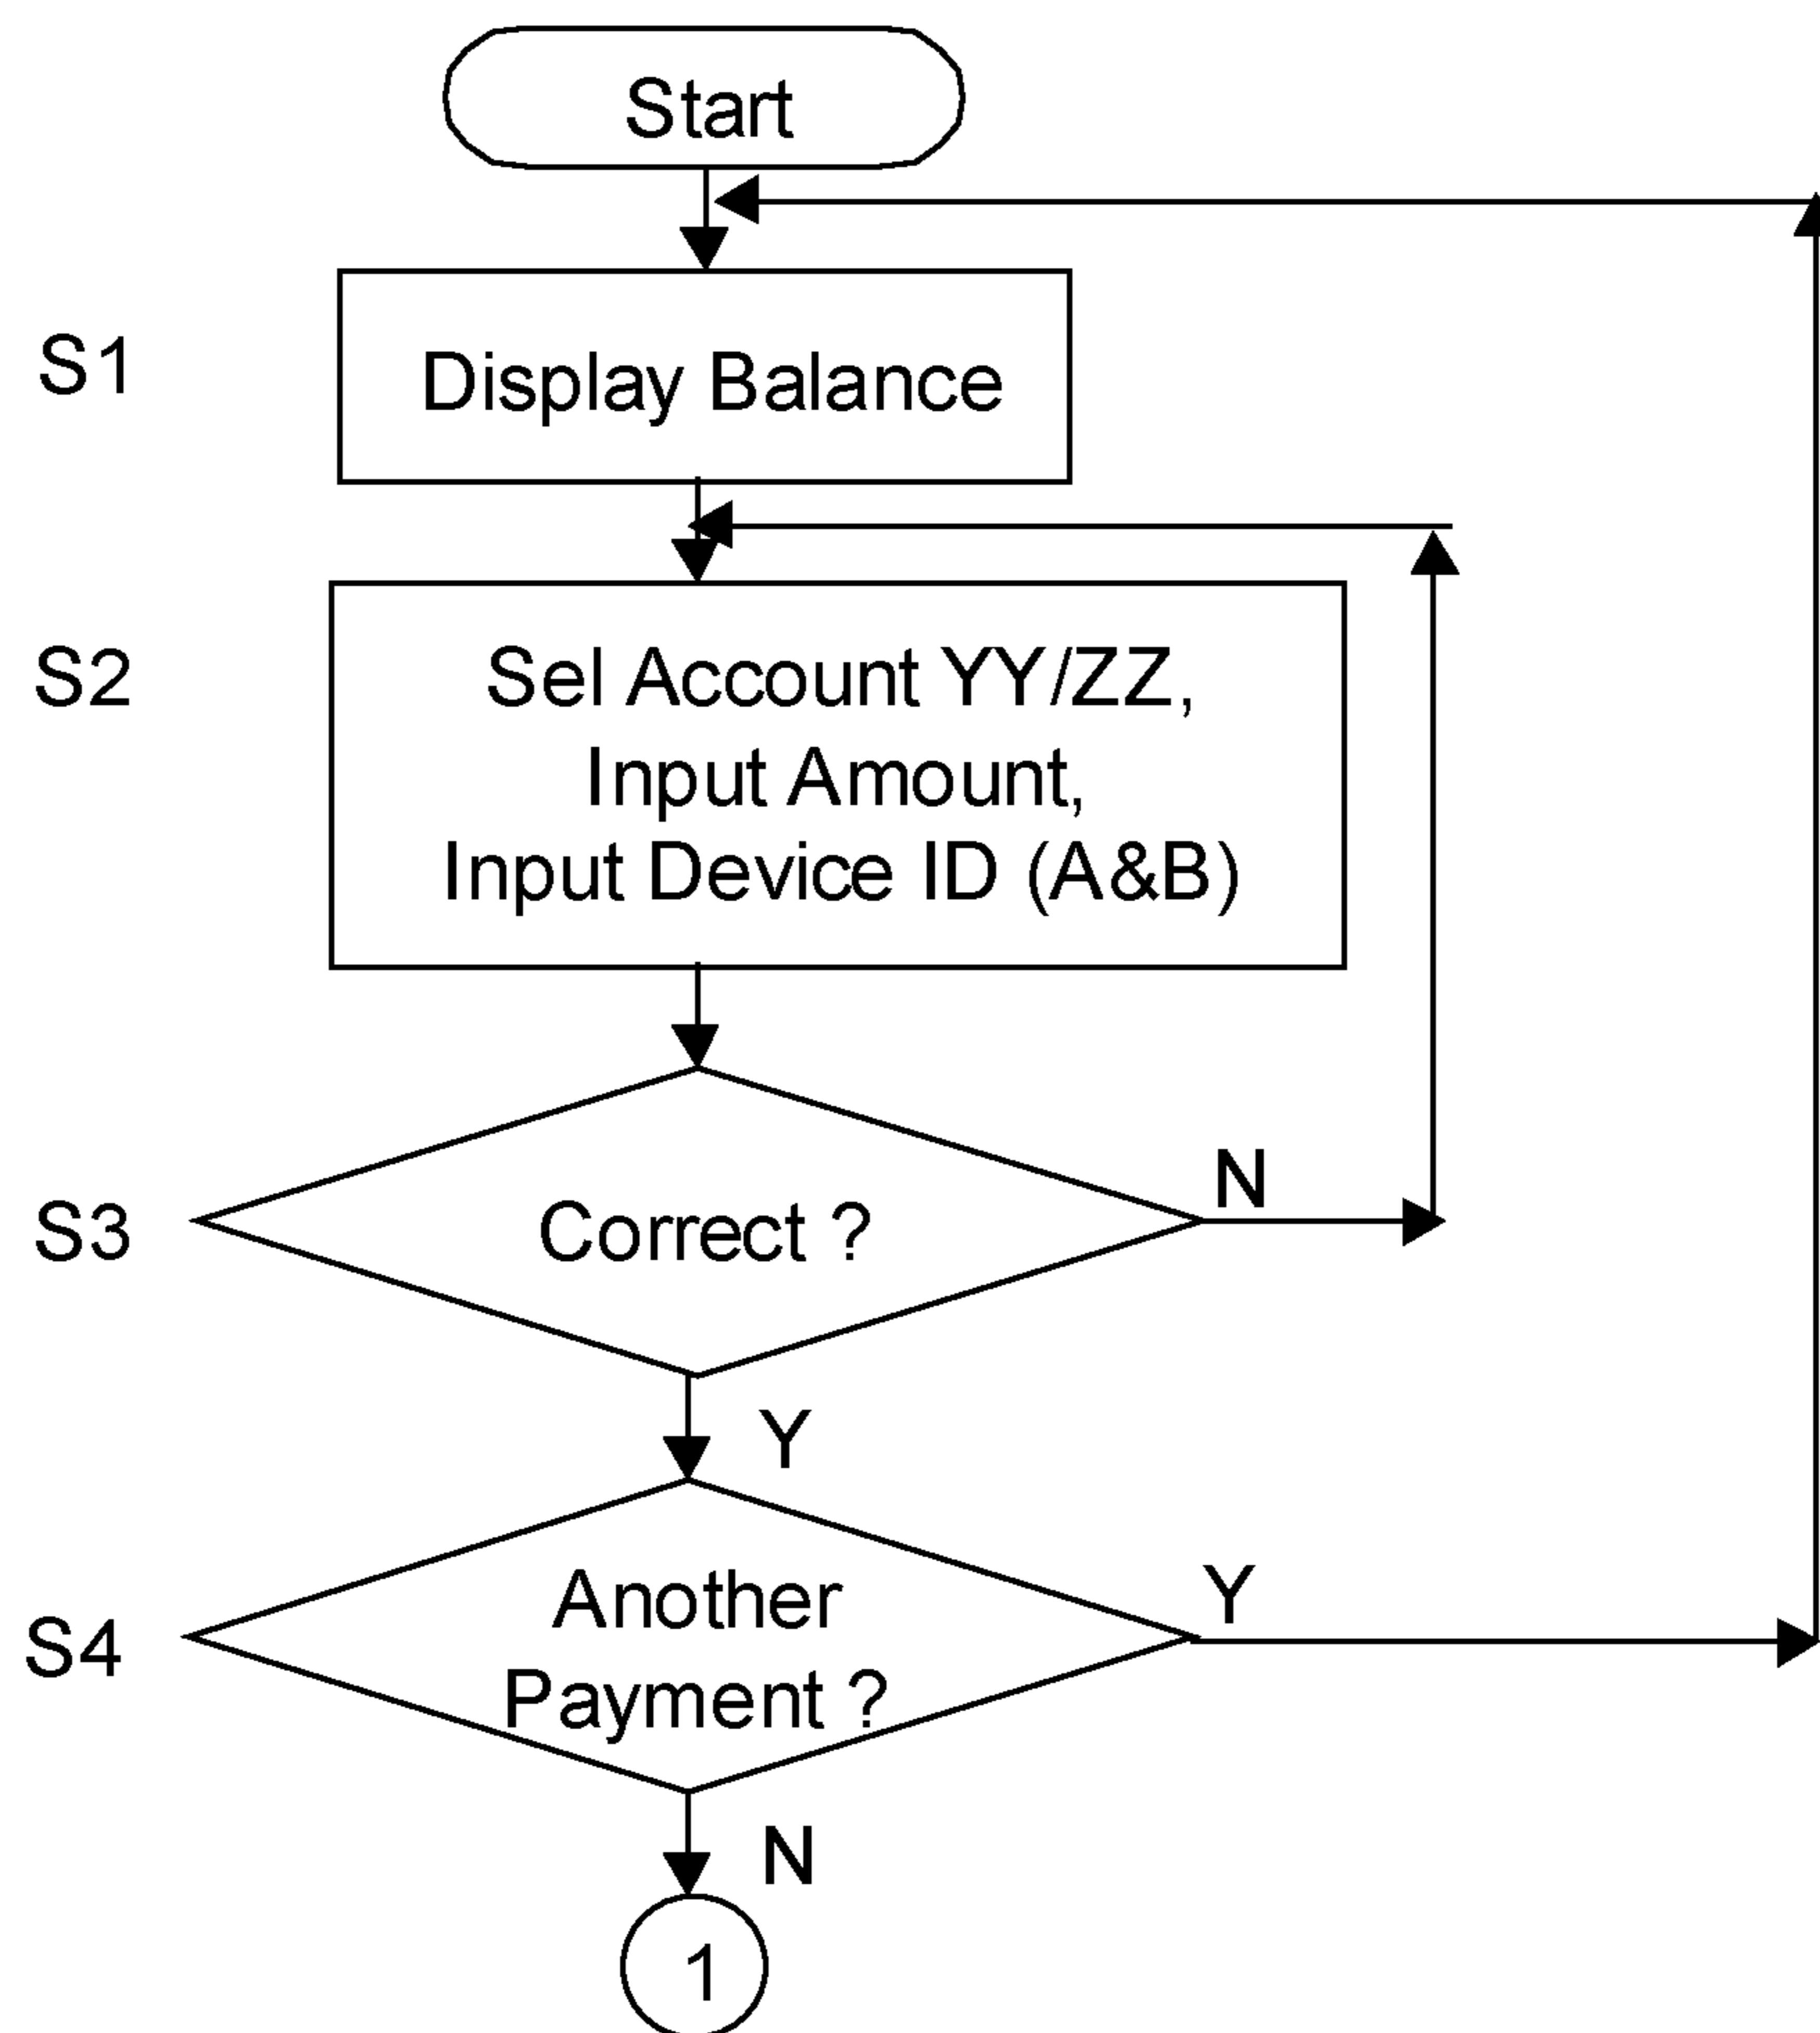 Start
S1
Display Balance
S2
Sel Account YY/ZZ,
Input Amount,
Input Device ID (A&B)
S3
Correct ?
N
Y
S4
Another
Payment ?
Y
N
1